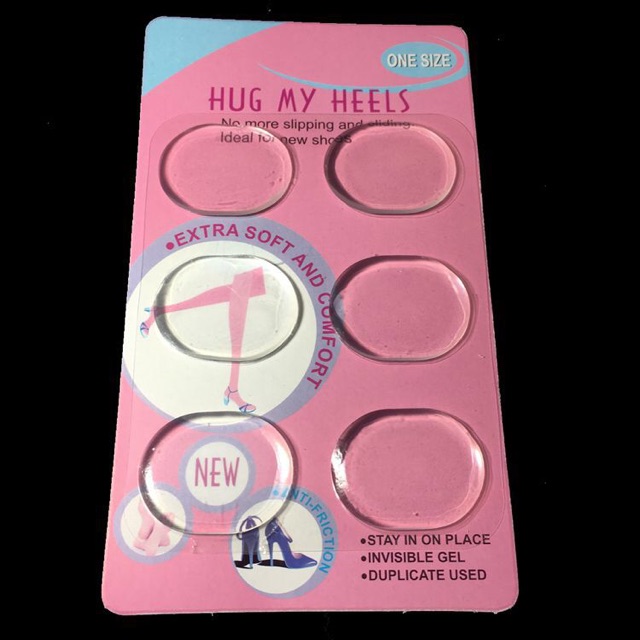 ONE SIZE
HUG MY HEELS
No more slipping and sliding
Ideal for new shoes
•EXTRA SOFT AND COMFORT
NEW
•ANTI-FRICTION
•STAY IN ON PLACE
•INVISIBLE GEL
•DUPLICATE USED